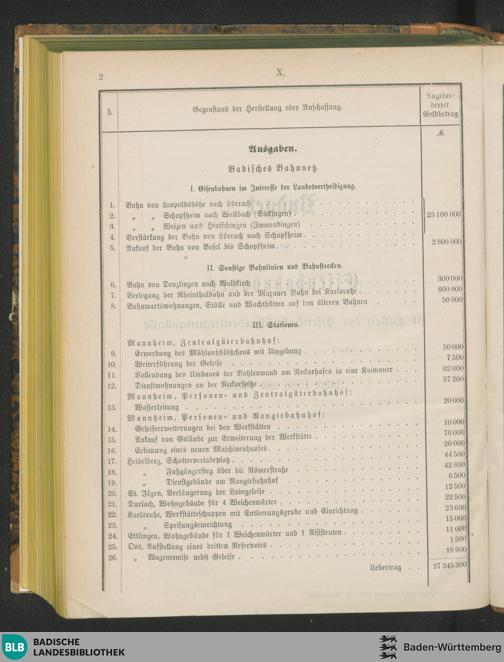 2
X.
§.
Gegenstand der Herstellung oder Anschaffung.
Angefor-
derter
Geldbetrag
ℳ.
Ausgaben.
Badisches Bahnnetz.
I. Eisenbahnen im Interesse der Landesvertheidigung.
1. Bahn von Leopoldshöhe nach Lörrach
2. „ „ Schopfheim nach Wellbach (Säckingen)
3. „ „ Weizen nach Hintschingen (Immendingen)
4. Verstärkung der Bahn von Lörrach nach Schopfheim
23 100 000
5. Ankauf der Bahn von Basel bis Schopfheim 2 800 000
II. Sonstige Bahnlinien und Bahnstrecken.
6. Bahn von Denzlingen nach Waldkirch 300 000
7. Verlegung der Rheinthalbahn und der Maxauer Bahn bei Karlsruhe 600 000
8. Bahnwartswohnungen, Ställe und Wachthütten auf den älteren Bahnen 50 000
III. Stationen.
Mannheim, Zentralgüterbahnhof:
9. Erwerbung des Mühlauschlößchens mit Umgebung 50 000
10. Weiterführung der Geleise 7 500
11. Vollendung des Umbaues der Bohlenwand am Neckarhafen in eine Kaimauer 62 000
12. Dienstwohnungen an der Neckarspitze 57 200
Mannheim, Personen- und Zentralgüterbahnhof:
13. Wasserleitung 20 000
Mannheim, Personen- und Rangirbahnhof:
14. Geleiseerweiterungen bei den Werkstätten 10 000
15. Ankauf von Gelände zur Erweiterung der Werkstätte 70 000
16. Erbauung eines neuen Maschinenhauses 20 000
17. Heidelberg, Schotterverladeplatz 44 500
18. „ Fußgängersteg über die Römerstraße 42 000
19. „ Dienstgebäude am Rangirbahnhof 6 500
20. St. Ilgen, Verlängerung der Ladegeleise 12 500
21. Durlach, Wohngebäude für 4 Weichenwärter 22 500
22. Karlsruhe, Werkstätteschuppen mit Entleerungsgrube und Einrichtung 23 600
23. „ Speisungseinrichtung 15 000
24. Ettlingen, Wohngebäude für 1 Weichenwärter und 1 Assistenten 11 000
25. Oos, Aufstellung eines dritten Reservoirs 1 500
26. „ Wagenremise nebst Geleise 18 900
Uebertrag 27 345 300
BLB
BADISCHE
LANDESBIBLIOTHEK
Baden-Württemberg